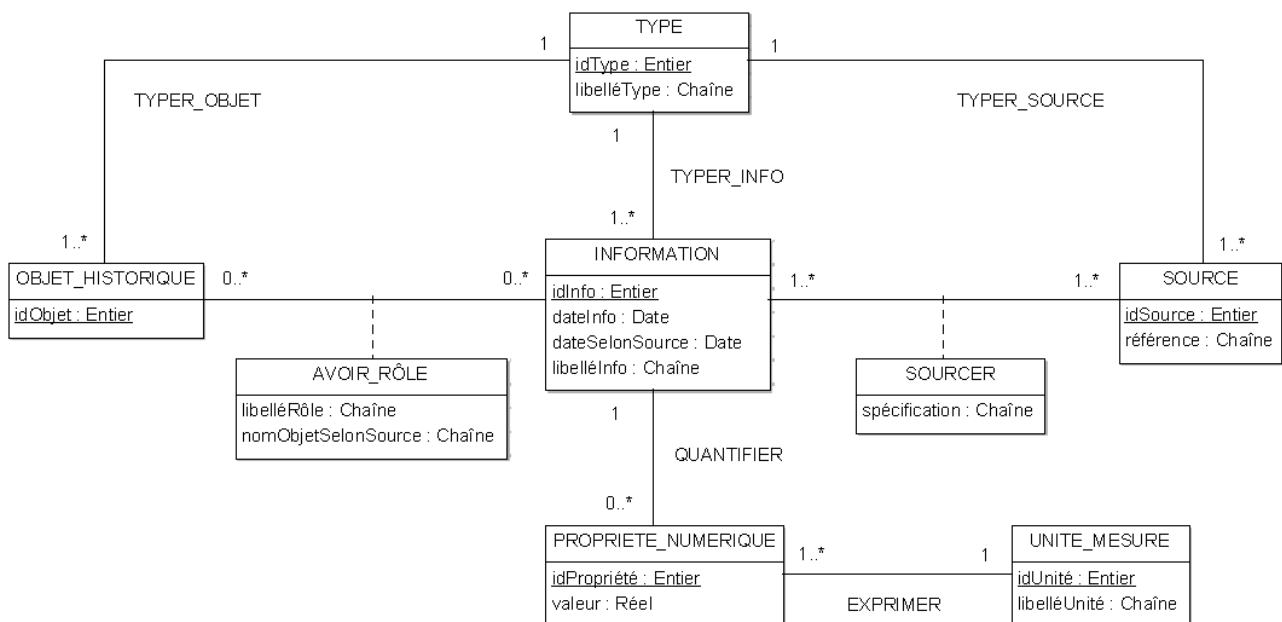 TYPE
idType : Entier
libelléType : Chaîne
1
1
TYPER_OBJET
TYPER_SOURCE
1
TYPER_INFO
1..*
1..*
1..*
OBJET_HISTORIQUE
idObjet : Entier
0..*
0..*
INFORMATION
idInfo : Entier
dateInfo : Date
dateSelonSource : Date
libelléInfo : Chaîne
1..*
1..*
SOURCE
idSource : Entier
référence : Chaîne
AVOIR_RÔLE
libelléRôle : Chaîne
nomObjetSelonSource : Chaîne
SOURCER
spécification : Chaîne
1
QUANTIFIER
0..*
PROPRIETE_NUMERIQUE
idPropriété : Entier
valeur : Réel
1..*
1
EXPRIMER
UNITE_MESURE
idUnité : Entier
libelléUnité : Chaîne